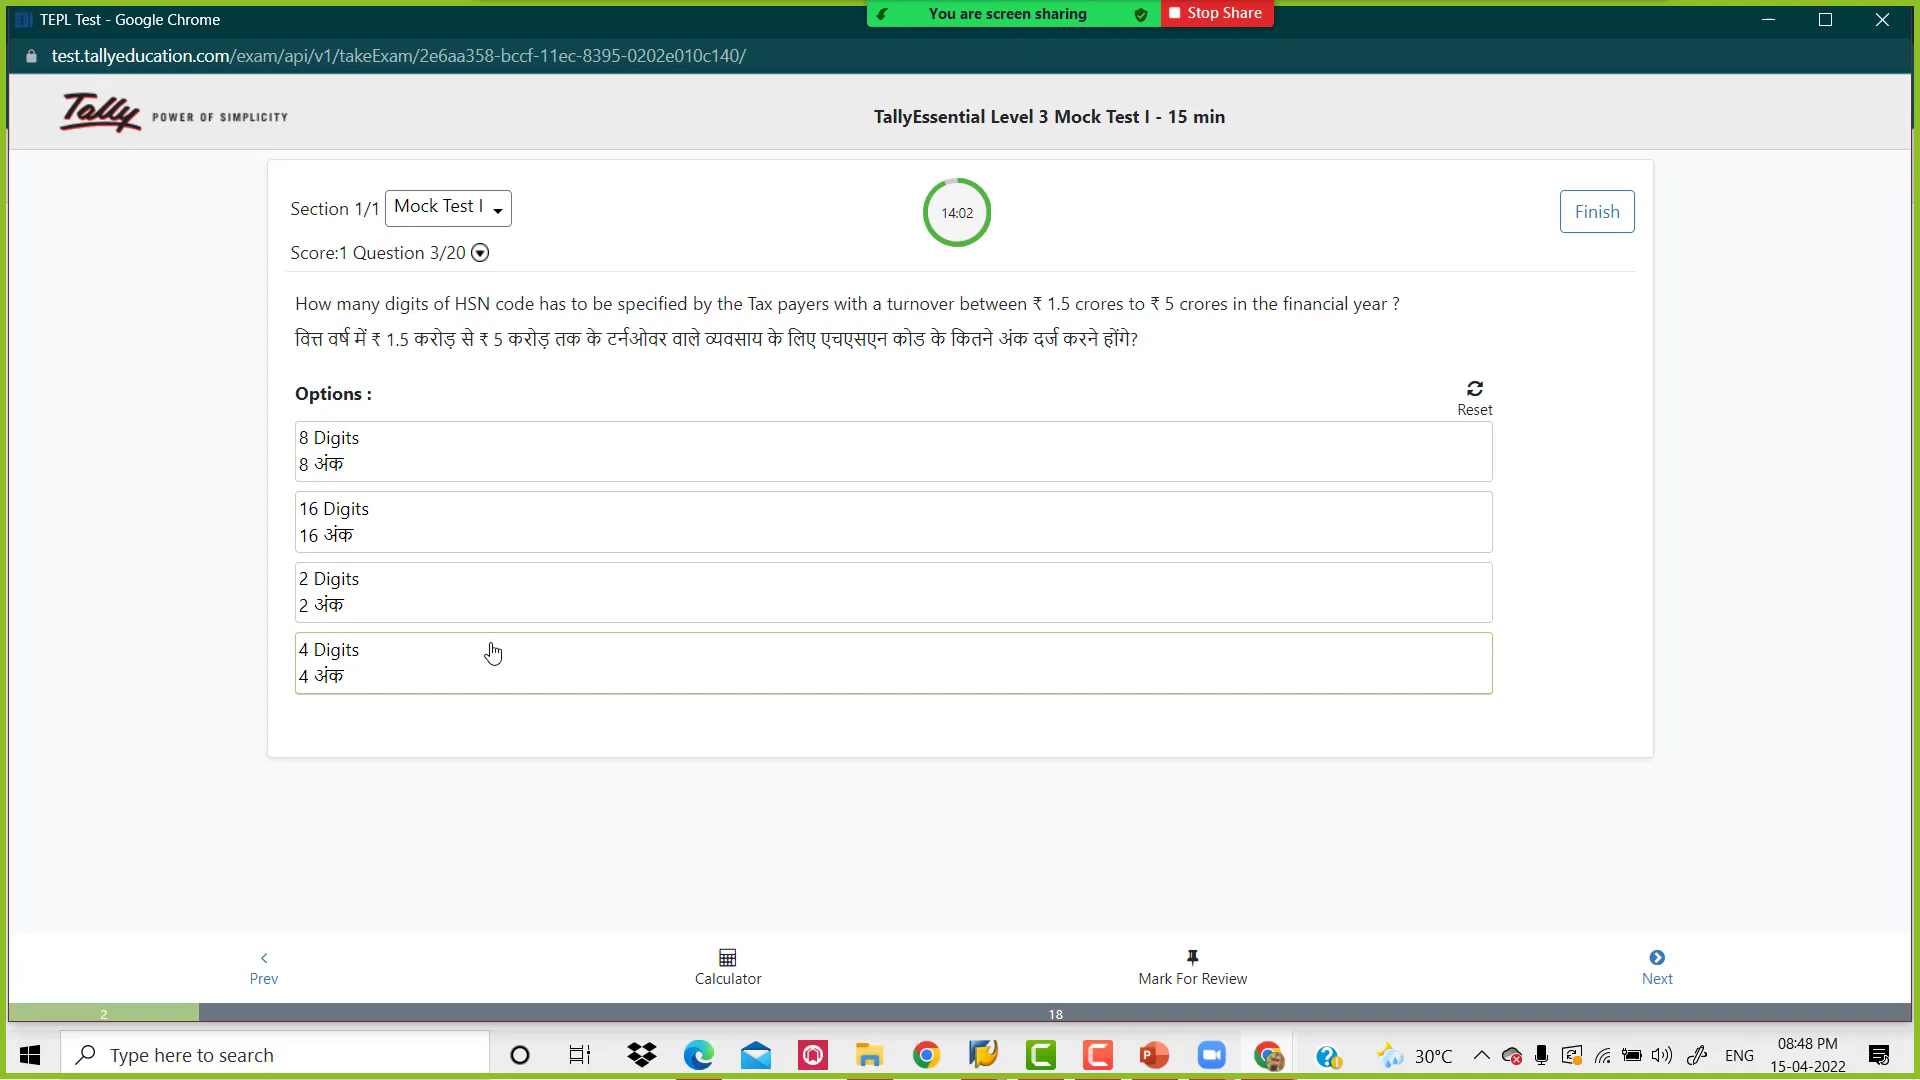 TEPL Test - Google Chrome
You are screen sharing
Stop Share
test.tallyeducation.com/exam/api/v1/takeExam/2e6aa358-bccf-11ec-8395-0202e010c140/
Tally POWER OF SIMPLICITY
TallyEssential Level 3 Mock Test I - 15 min
Section 1/1 Mock Test I
14:02
Finish
Score:1 Question 3/20
How many digits of HSN code has to be specified by the Tax payers with a turnover between ₹ 1.5 crores to ₹ 5 crores in the financial year ?
वित्त वर्ष में ₹ 1.5 करोड़ से ₹ 5 करोड़ तक के टर्नओवर वाले व्यवसाय के लिए एचएसएन कोड के कितने अंक दर्ज करने होंगे?
Options :
Reset
8 Digits
8 अंक
16 Digits
16 अंक
2 Digits
2 अंक
4 Digits
4 अंक
Prev
Calculator
Mark For Review
Next
2
18
Type here to search
30°C
ENG
08:48 PM
15-04-2022